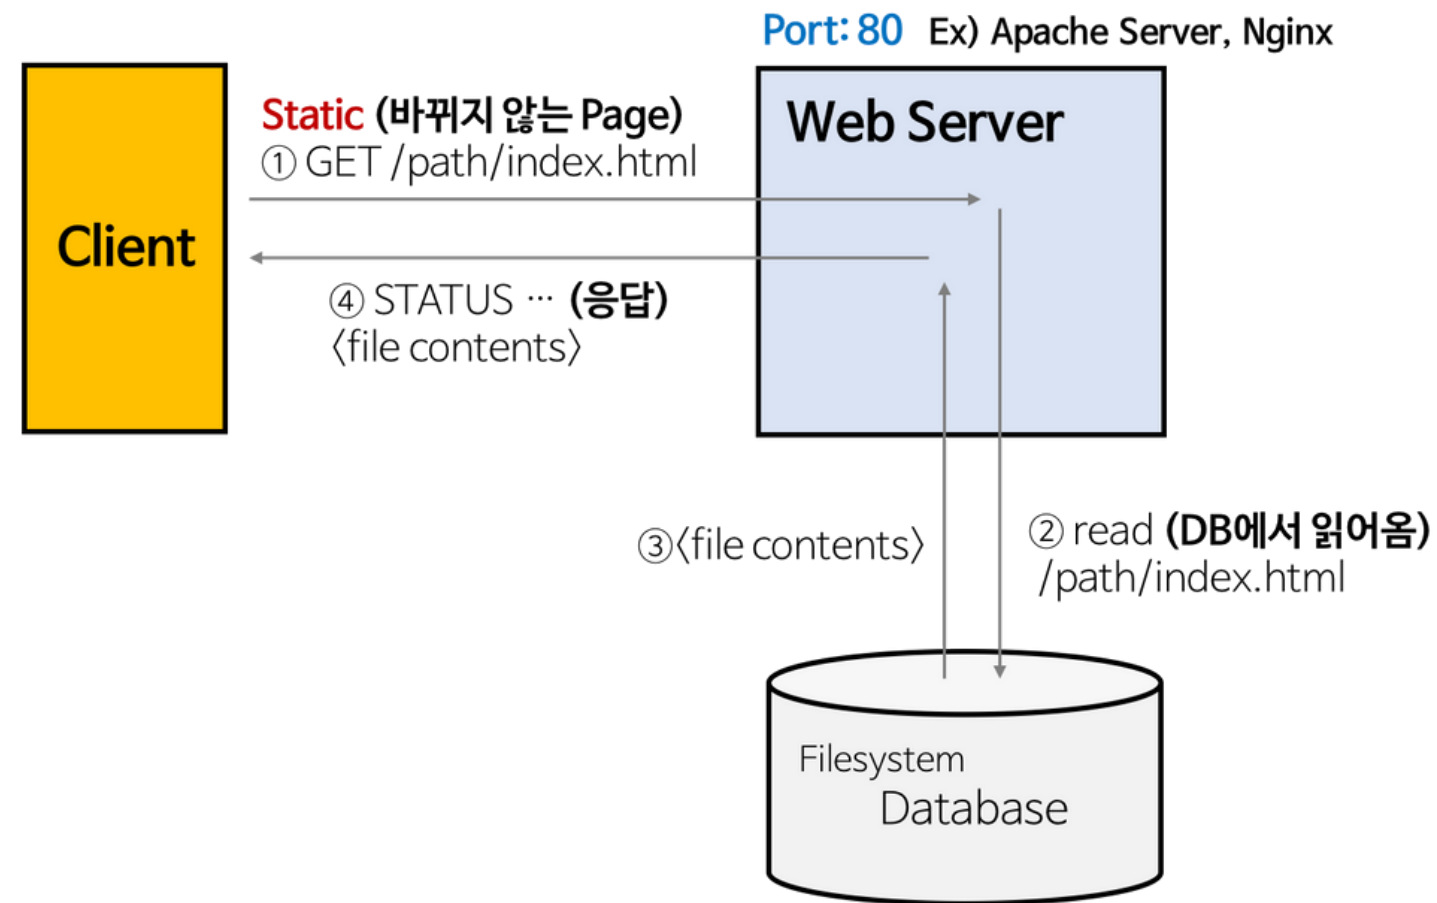 Port: 80 Ex) Apache Server, Nginx
Static (바뀌지 않는 Page)
① GET /path/index.html
Web Server
Client
④ STATUS ··· (응답)
〈file contents〉
③〈file contents〉
② read (DB에서 읽어옴)
/path/index.html
Filesystem
Database